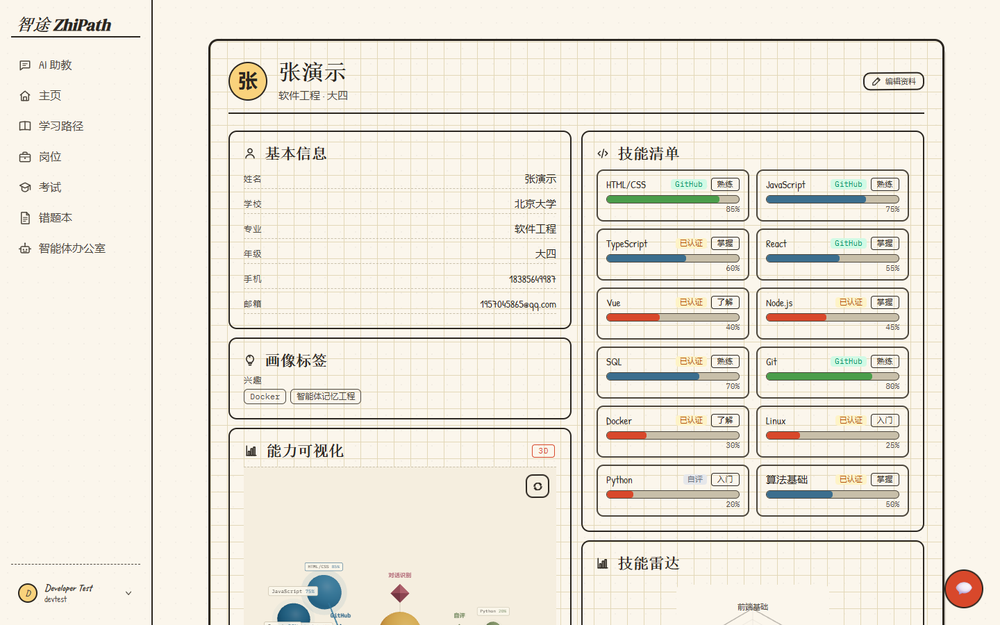 智途 ZhiPath
AI 助教
主页
学习路径
岗位
考试
错题本
智能体办公室
D
Developer Test
devtest
张
张演示
软件工程 · 大四
编辑资料
基本信息
姓名 张演示
学校 北京大学
专业 软件工程
年级 大四
手机 18385649987
邮箱 1957045865@qq.com
画像标签
兴趣
Docker 智能体记忆工程
能力可视化 3D
HTML/CSS 85%
JavaScript 75%
GitHub
对话识别
自评
Python 20%
技能清单
HTML/CSS GitHub 熟练
85%
JavaScript GitHub 熟练
75%
TypeScript 已认证 掌握
60%
React GitHub 掌握
55%
Vue 已认证 了解
40%
Node.js 已认证 掌握
45%
SQL 已认证 熟练
70%
Git GitHub 熟练
80%
Docker 已认证 了解
30%
Linux 已认证 入门
25%
Python 自评 入门
20%
算法基础 已认证 掌握
50%
技能雷达
前端基础